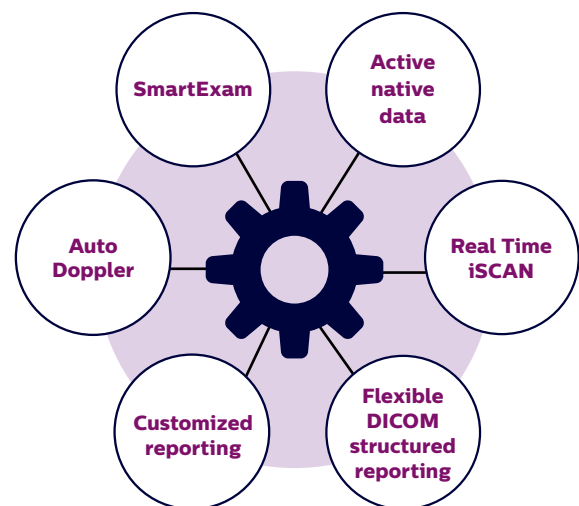 SmartExam
Active
native
data
Auto
Doppler
Real Time
iSCAN
Customized
reporting
Flexible
DICOM
structured
reporting